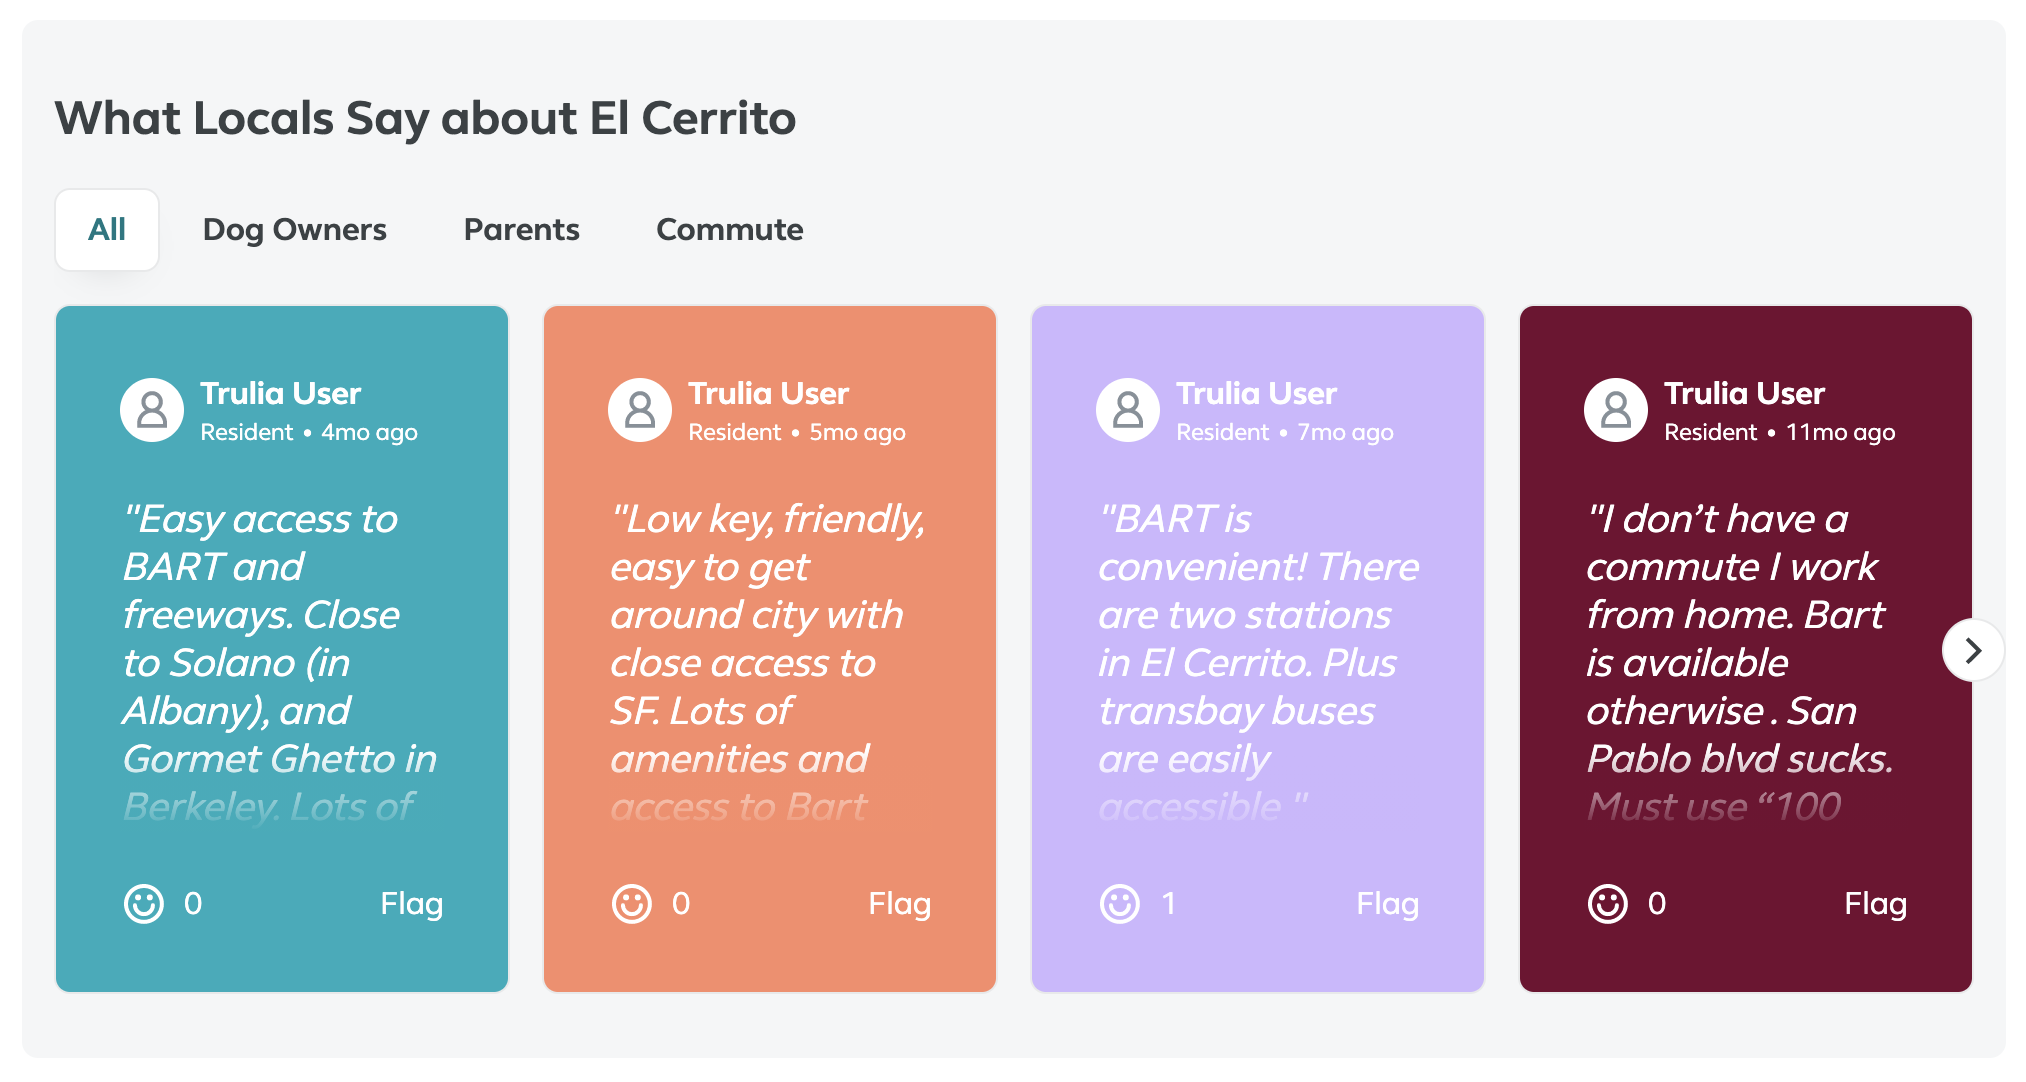 What Locals Say about El Cerrito
All
Dog Owners
Parents
Commute
Trulia User
Resident • 4mo ago
"Easy access to
BART and
freeways. Close
to Solano (in
Albany), and
Gormet Ghetto in
Berkeley. Lots of
0
Flag
Trulia User
Resident • 5mo ago
"Low key, friendly,
easy to get
around city with
close access to
SF. Lots of
amenities and
access to Bart
0
Flag
Trulia User
Resident • 7mo ago
"BART is
convenient! There
are two stations
in El Cerrito. Plus
transbay buses
are easily
accessible "
1
Flag
Trulia User
Resident • 11mo ago
"I don’t have a
commute I work
from home. Bart
is available
otherwise . San
Pablo blvd sucks.
Must use “100
0
Flag